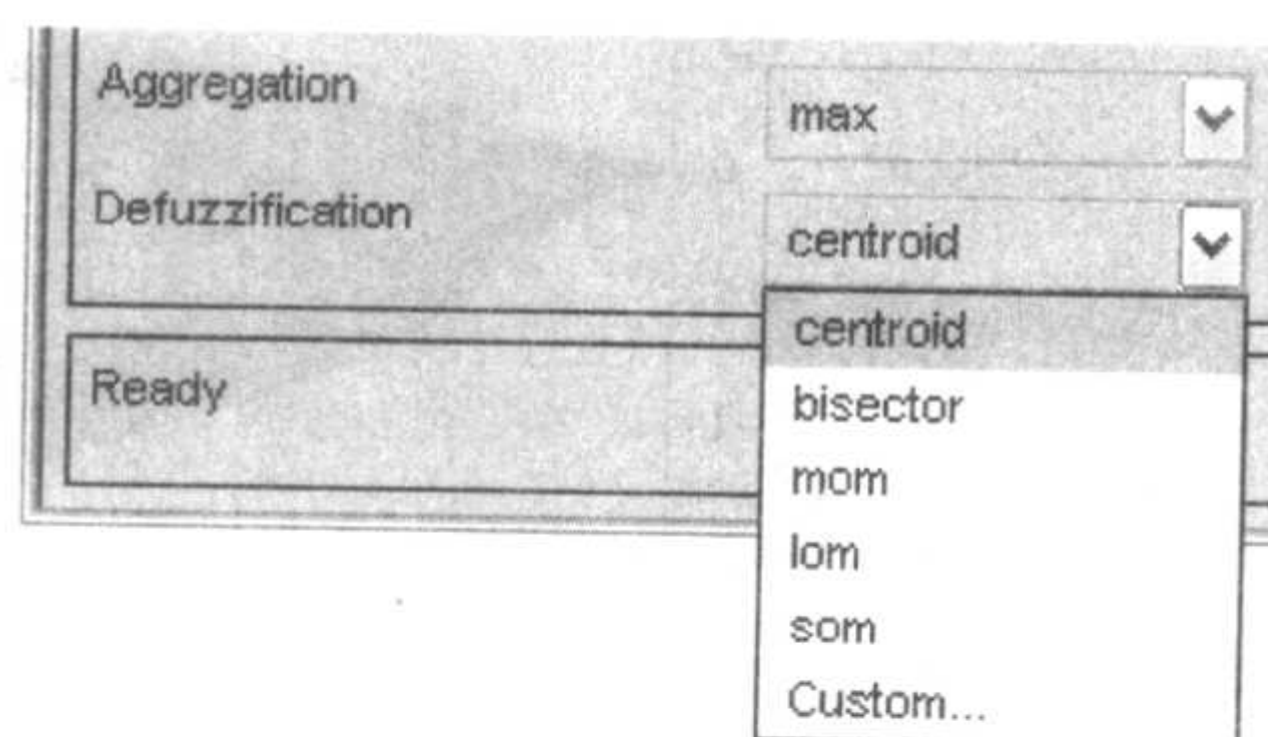 Aggregation max
Defuzzification centroid
centroid
Ready
bisector
mom
lom
som
Custom...